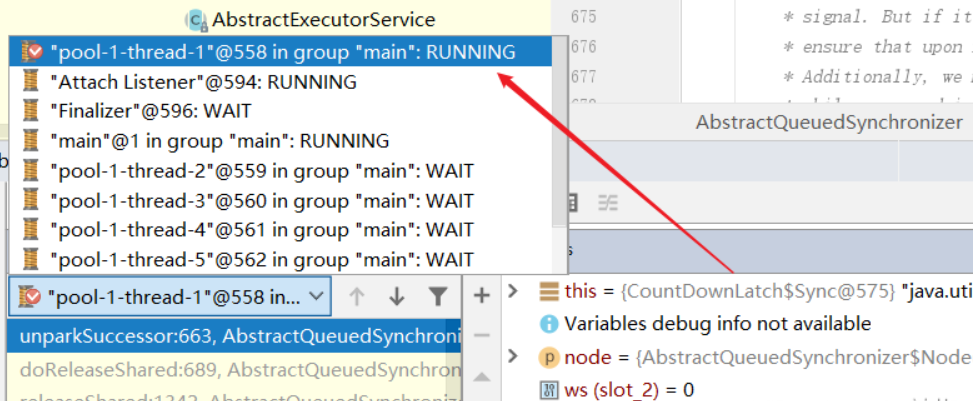 AbstractExecutorService
"pool-1-thread-1"@558 in group "main": RUNNING
"Attach Listener"@594: RUNNING
"Finalizer"@596: WAIT
"main"@1 in group "main": RUNNING
"pool-1-thread-2"@559 in group "main": WAIT
"pool-1-thread-3"@560 in group "main": WAIT
"pool-1-thread-4"@561 in group "main": WAIT
"pool-1-thread-5"@562 in group "main": WAIT
"pool-1-thread-1"@558 in...
unparkSuccessor:663, AbstractQueuedSynchroni
doReleaseShared:689, AbstractQueuedSynchron
675 * signal. But if it
676 * ensure that upon
677 * Additionally, we
AbstractQueuedSynchronizer
this = {CountDownLatch$Sync@575} "java.uti
Variables debug info not available
node = {AbstractQueuedSynchronizer$Node
ws (slot_2) = 0